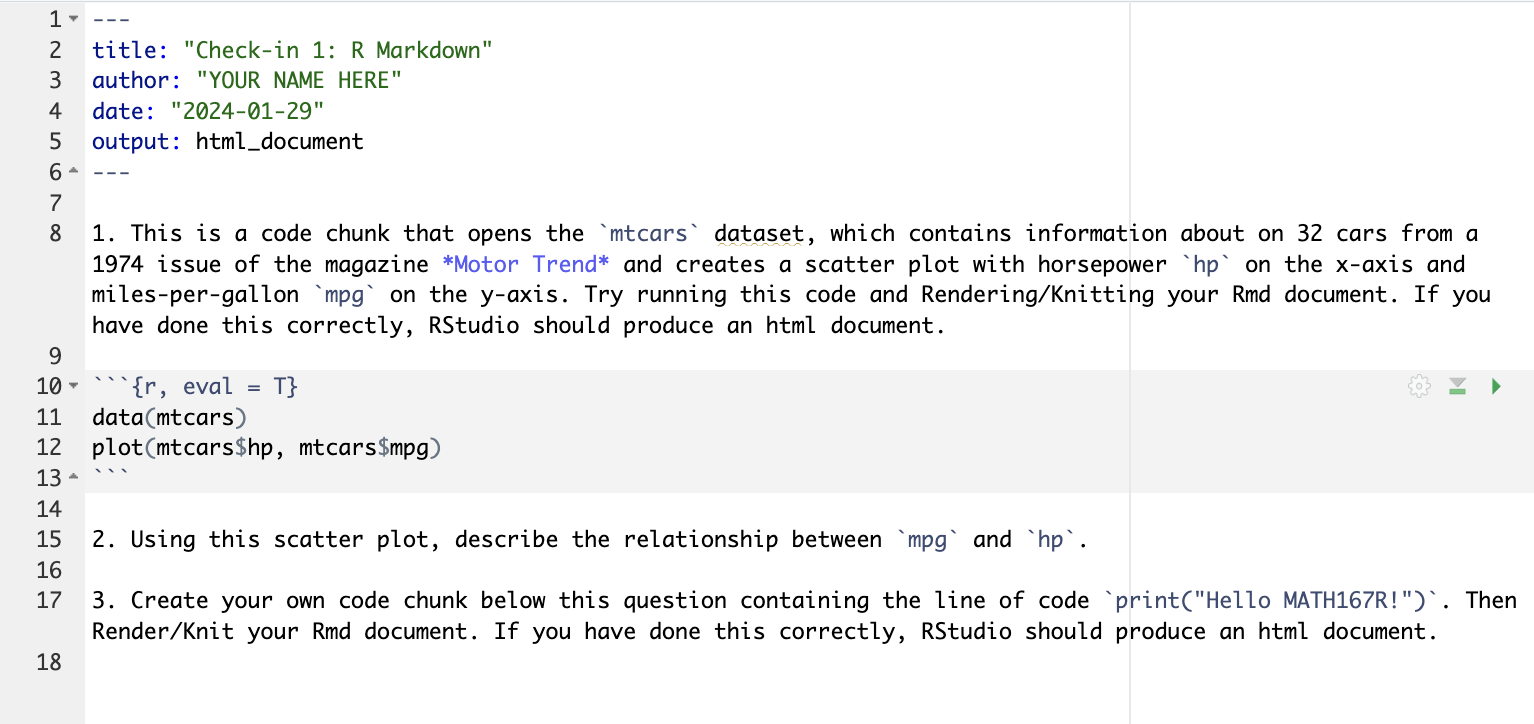 1 ---
2 title: "Check-in 1: R Markdown"
3 author: "YOUR NAME HERE"
4 date: "2024-01-29"
5 output: html_document
6 ---
7
8 1. This is a code chunk that opens the `mtcars` dataset, which contains information about on 32 cars from a
1974 issue of the magazine *Motor Trend* and creates a scatter plot with horsepower `hp` on the x-axis and
miles-per-gallon `mpg` on the y-axis. Try running this code and Rendering/Knitting your Rmd document. If you
have done this correctly, RStudio should produce an html document.
9
10 ```{r, eval = T}
11 data(mtcars)
12 plot(mtcars$hp, mtcars$mpg)
13 ```
14
15 2. Using this scatter plot, describe the relationship between `mpg` and `hp`.
16
17 3. Create your own code chunk below this question containing the line of code `print("Hello MATH167R!")`. Then
Render/Knit your Rmd document. If you have done this correctly, RStudio should produce an html document.
18